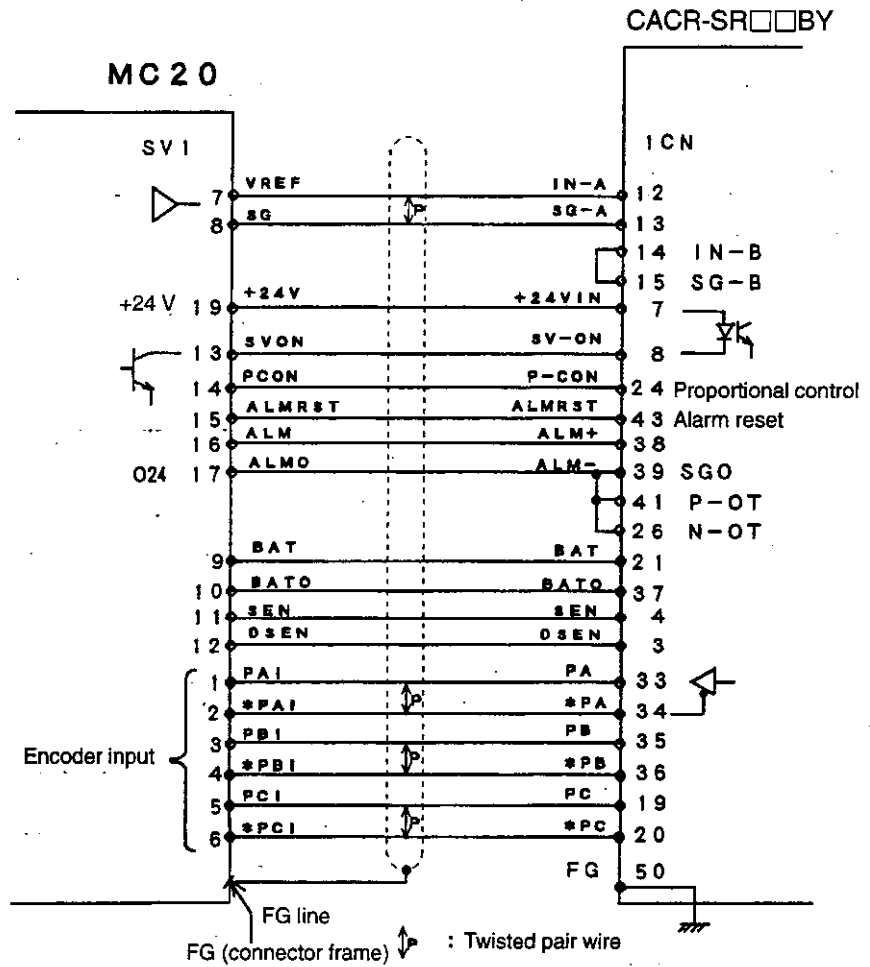 CACR-SR□□BY
MC20
SV1
1CN
7 VREF IN-A 12
8 SG P SG-A 13
14 IN-B
15 SG-B
+24 V 19 +24V +24VIN 7
13 SVON SV-ON 8
14 PCON P-CON 24 Proportional control
15 ALMRST ALMRST 43 Alarm reset
16 ALM ALM+ 38
024 17 ALMO ALM- 39 SGO
41 P-OT
26 N-OT
9 BAT BAT 21
10 BATO BATO 37
11 SEN SEN 4
12 DSEN DSEN 3
1 PAI PA 33
2 *PAI P *PA 34
3 PBI PB 35
Encoder input
4 *PBI P *PB 36
5 PCI PC 19
6 *PCI P *PC 20
FG 50
FG line
FG (connector frame) P : Twisted pair wire